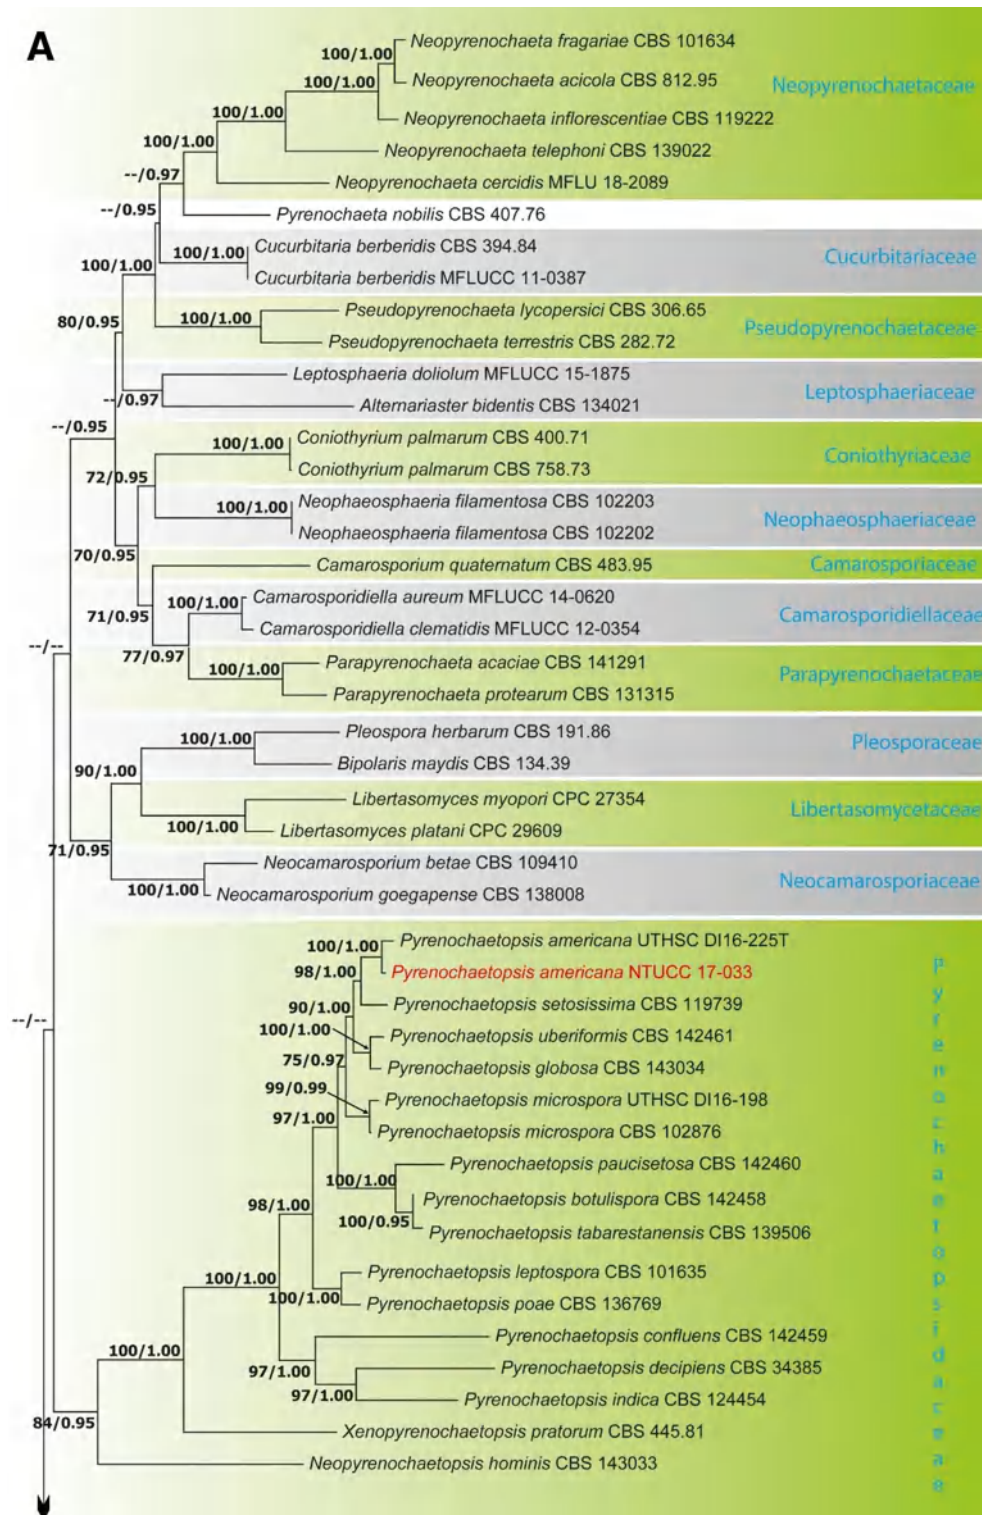 A
100/1.00
Neopyrenochaeta fragariae CBS 101634
100/1.00
Neopyrenochaeta acicola CBS 812.95
Neopyrenochaetaceae
100/1.00
Neopyrenochaeta inflorescentiae CBS 119222
100/1.00
Neopyrenochaeta telephoni CBS 139022
--/0.97
Neopyrenochaeta cercidis MFLU 18-2089
--/0.95
Pyrenochaeta nobilis CBS 407.76
Cucurbitaria berberidis CBS 394.84
Cucurbitariaceae
100/1.00
Cucurbitaria berberidis MFLUCC 11-0387
Pseudopyrenochaeta lycopersici CBS 306.65
80/0.95
100/1.00
Pseudopyrenochaetaceae
Pseudopyrenochaeta terrestris CBS 282.72
Leptosphaeria doliolum MFLUCC 15-1875
--/0.97
Leptosphaeriaceae
Alternariaster bidentis CBS 134021
--/0.95
100/1.00
Coniothyrium palmarum CBS 400.71
Coniothyriaceae
72/0.95
Coniothyrium palmarum CBS 758.73
100/1.00
Neophaeosphaeria filamentosa CBS 102203
Neophaeosphaeriaceae
Neophaeosphaeria filamentosa CBS 102202
70/0.95
Camarosporium quaternatum CBS 483.95
Camarosporiaceae
100/1.00
Camarosporidiella aureum MFLUCC 14-0620
71/0.95
Camarosporidiellaceae
Camarosporidiella clematidis MFLUCC 12-0354
--/--
77/0.97
100/1.00
Parapyrenochaeta acaciae CBS 141291
Parapyrenochaetaceae
Parapyrenochaeta protearum CBS 131315
Pleospora herbarum CBS 191.86
100/1.00
Pleosporaceae
90/1.00
Bipolaris maydis CBS 134.39
Libertasomyces myopori CPC 27354
Libertasomycetaceae
100/1.00
Libertasomyces platani CPC 29609
71/0.95
Neocamarosporium betae CBS 109410
100/1.00
Neocamarosporiaceae
Neocamarosporium goegapense CBS 138008
100/1.00
Pyrenochaetopsis americana UTHSC DI16-225T
98/1.00
Pyrenochaetopsis americana NTUCC 17-033
90/1.00
Pyrenochaetopsis setosissima CBS 119739
--/--
100/1.00
Pyrenochaetopsis uberiformis CBS 142461
75/0.97
Pyrenochaetopsis globosa CBS 143034
99/0.99
Pyrenochaetopsis microspora UTHSC DI16-198
97/1.00
Pyrenochaetopsis microspora CBS 102876
Pyrenochaetopsis paucisetosa CBS 142460
100/1.00
98/1.00
Pyrenochaetopsis botulispora CBS 142458
100/0.95
Pyrenochaetopsis tabarestanensis CBS 139506
100/1.00
Pyrenochaetopsis leptospora CBS 101635
100/1.00
Pyrenochaetopsis poae CBS 136769
Pyrenochaetopsis confluens CBS 142459
100/1.00
97/1.00
Pyrenochaetopsis decipiens CBS 34385
97/1.00
Pyrenochaetopsis indica CBS 124454
84/0.95
Xenopyrenochaetopsis pratorum CBS 445.81
Neopyrenochaetopsis hominis CBS 143033
Pyrenochaetopsidaceae